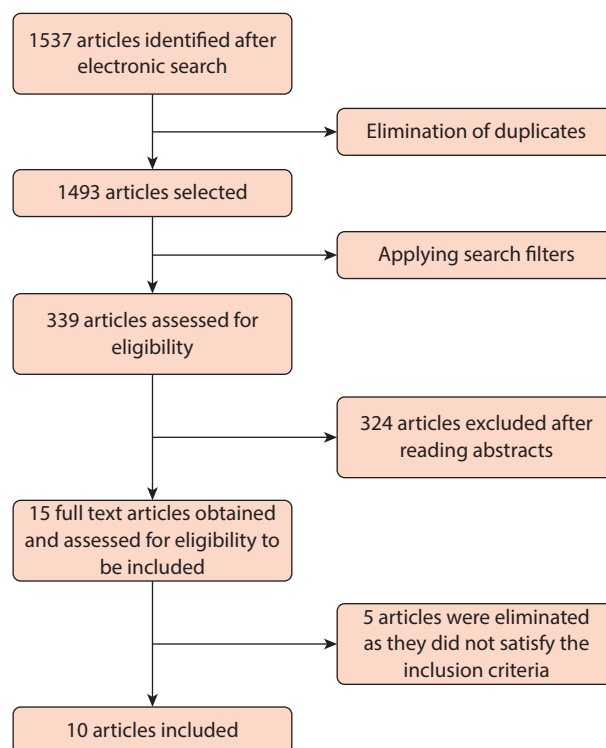 1537 articles identified after
electronic search
Elimination of duplicates
1493 articles selected
Applying search filters
339 articles assessed for
eligibility
324 articles excluded after
reading abstracts
15 full text articles obtained
and assessed for eligibility to
be included
5 articles were eliminated
as they did not satisfy the
inclusion criteria
10 articles included